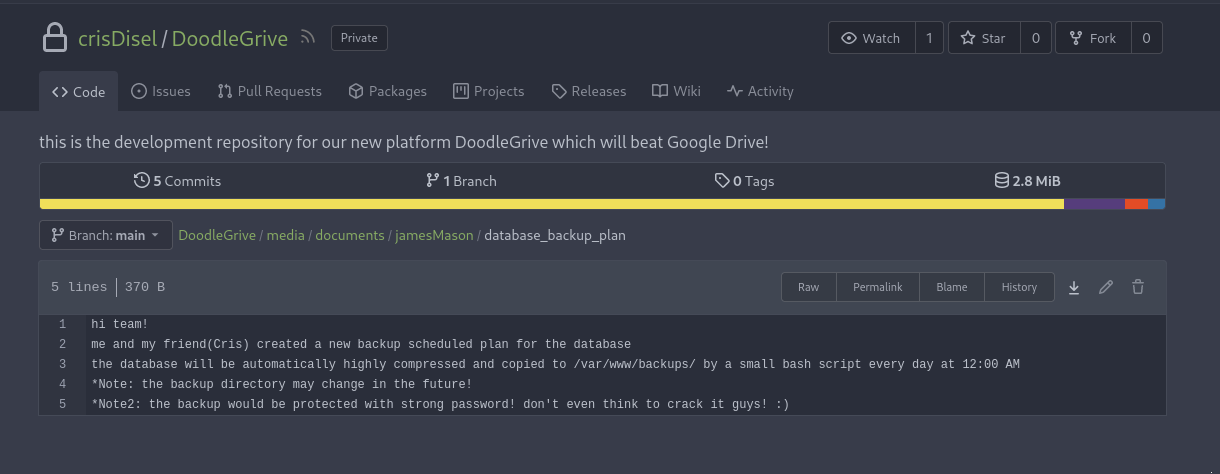 crisDisel / DoodleGrive Private Watch 1 Star 0 Fork 0
Code Issues Pull Requests Packages Projects Releases Wiki Activity
this is the development repository for our new platform DoodleGrive which will beat Google Drive!
5 Commits 1 Branch 0 Tags 2.8 MiB
Branch: main DoodleGrive / media / documents / jamesMason / database_backup_plan
5 lines 370 B Raw Permalink Blame History
1 hi team!
2 me and my friend(Cris) created a new backup scheduled plan for the database
3 the database will be automatically highly compressed and copied to /var/www/backups/ by a small bash script every day at 12:00 AM
4 *Note: the backup directory may change in the future!
5 *Note2: the backup would be protected with strong password! don't even think to crack it guys! :)